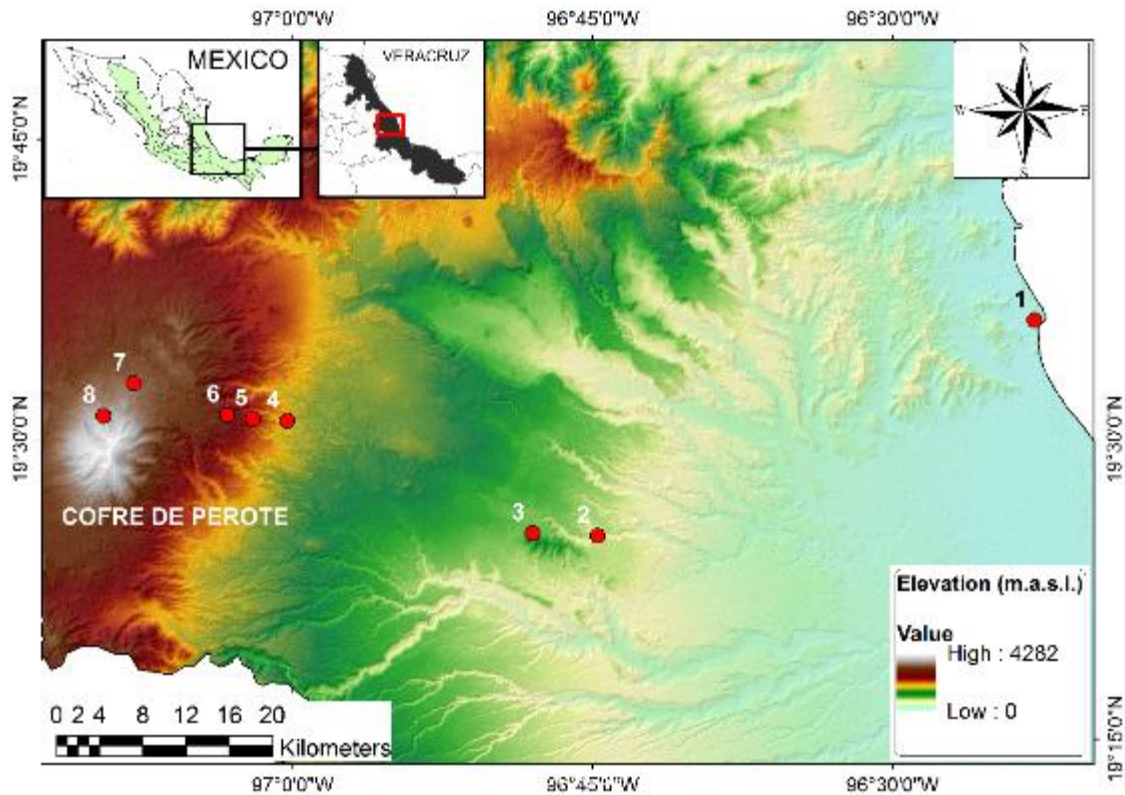 97°0'0"W 96°45'0"W 96°30'0"W
MEXICO
VERACRUZ
N
W E
S
19°45'0"N
1
7
8
6 5 4
19°30'0"N
19°30'0"N
COFRE DE PEROTE
3 2
Elevation (m.a.s.l.)
Value
High : 4282
Low : 0
0 2 4 8 12 16 20
Kilometers
19°15'0"N
97°0'0"W 96°45'0"W 96°30'0"W